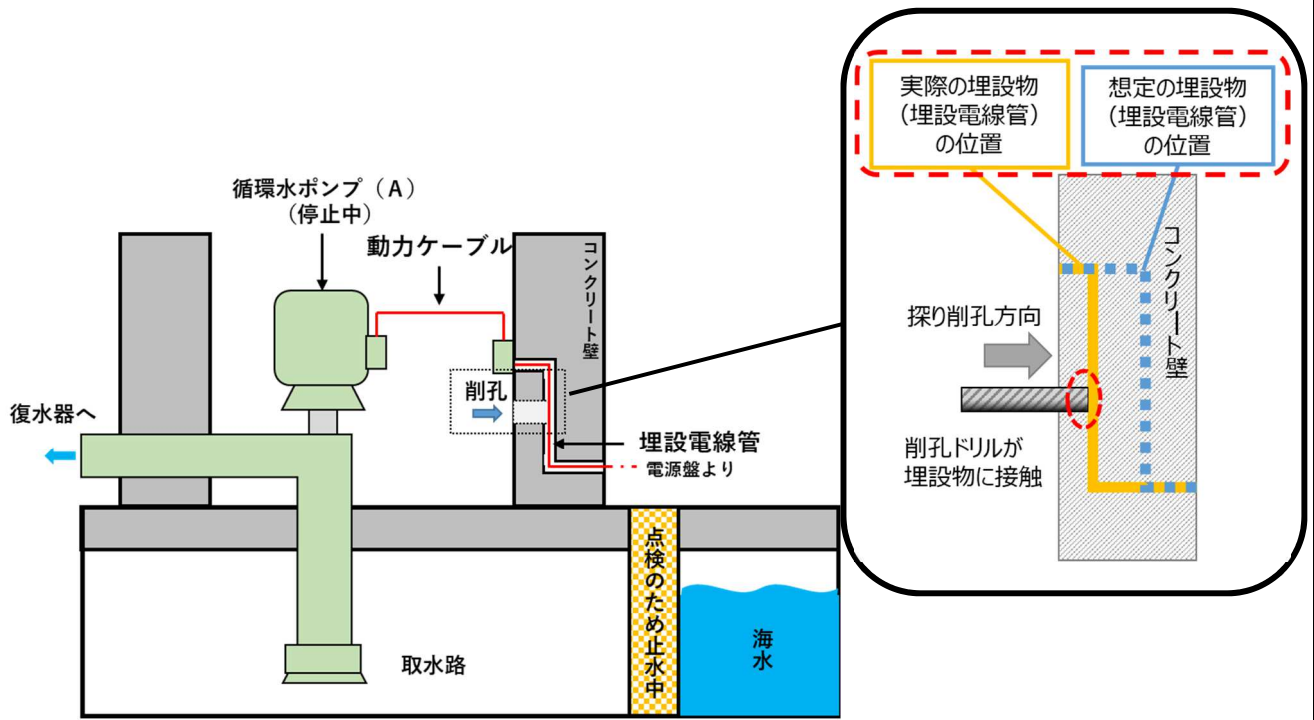 実際の埋設物
（埋設電線管）
の位置
想定の埋設物
（埋設電線管）
の位置
コンクリート壁
探り削孔方向
削孔ドリルが
埋設物に接触
循環水ポンプ（A）
（停止中）
動力ケーブル
コンクリート壁
削孔
復水器へ
埋設電線管
電源盤より
点検のため止水中
海水
取水路